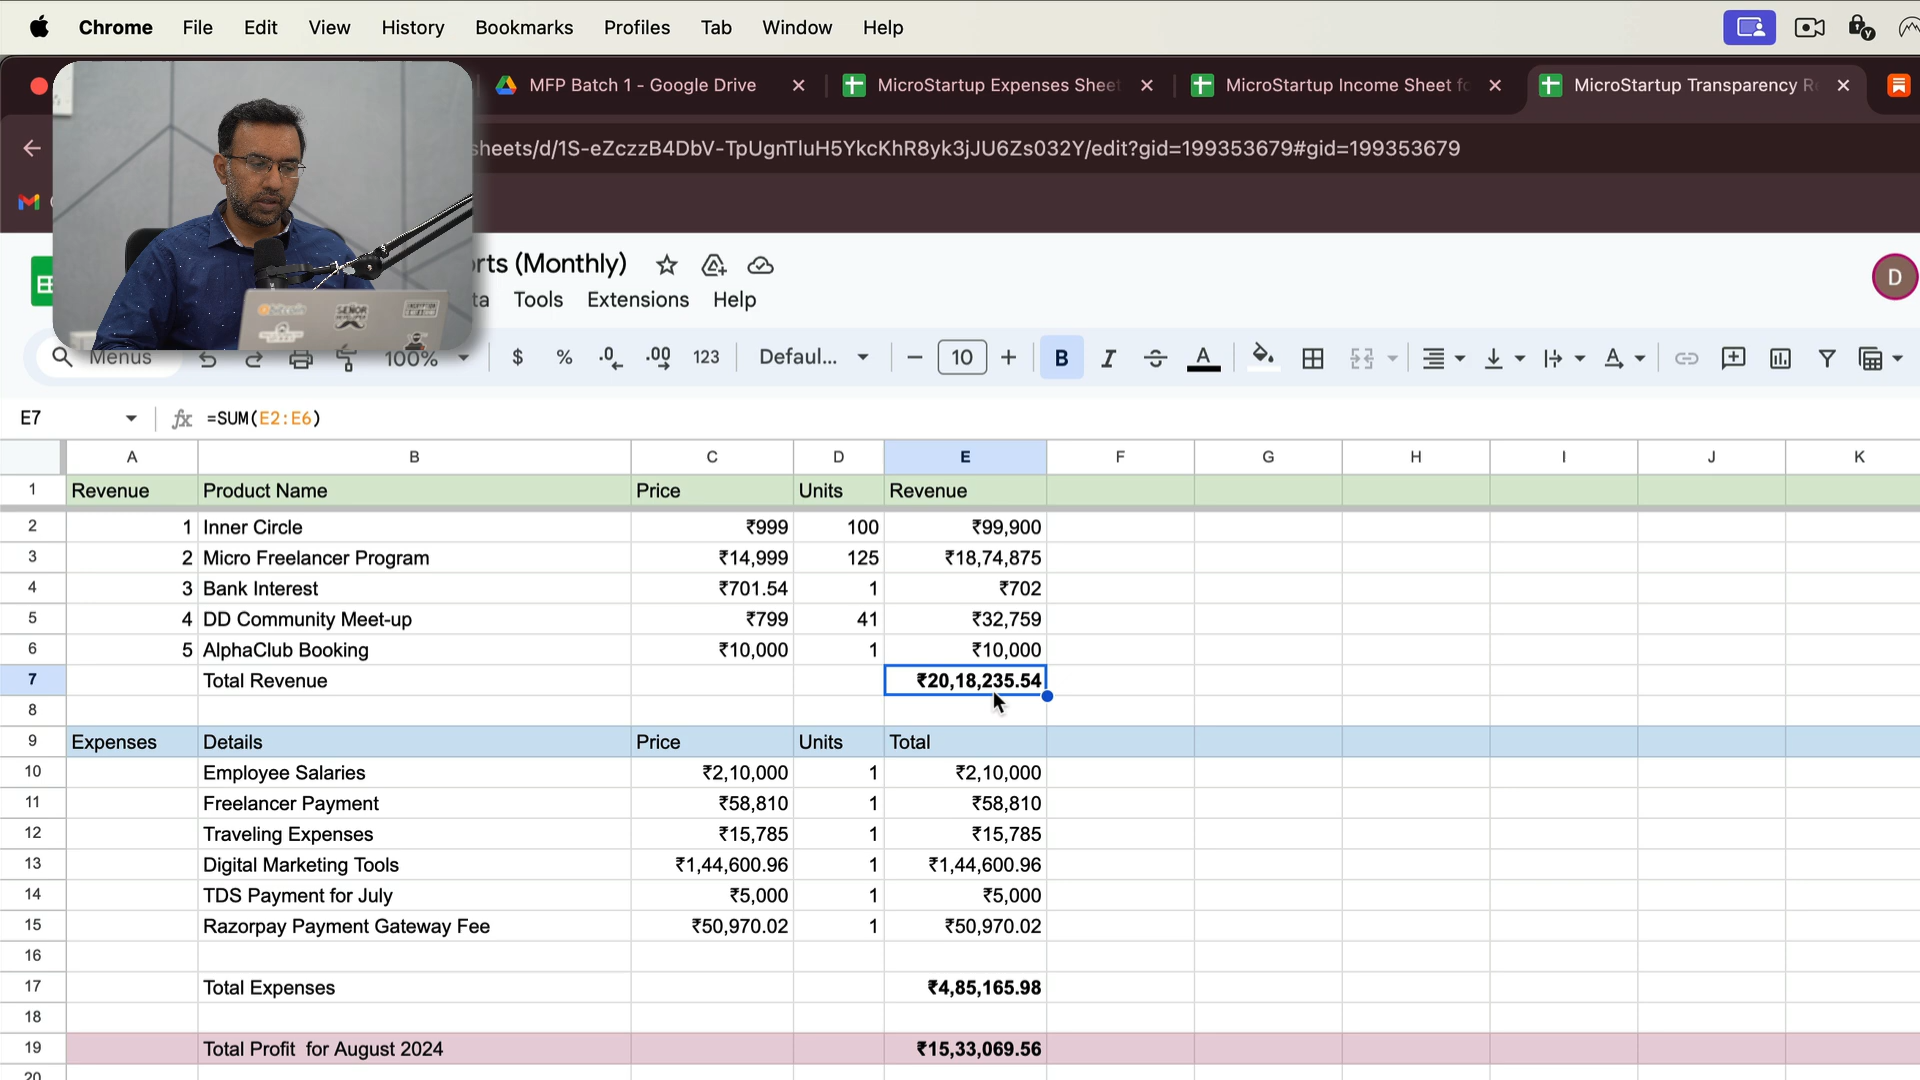 Chrome File Edit View History Bookmarks Profiles Tab Window Help
MFP Batch 1 - Google Drive MicroStartup Expenses Sheet MicroStartup Income Sheet fo MicroStartup Transparency Re
sheets/d/1S-eZczzB4DbV-TpUgnTluH5YkcKhR8yk3jJU6Zs032Y/edit?gid=199353679#gid=199353679
rts (Monthly)
D
ta Tools Extensions Help
Menus 100% $ % .0 .00 123 Defaul... 10 B I S A A
E7 fx =SUM(E2:E6)
A B C D E F G H I J K
1 Revenue Product Name Price Units Revenue
2 1 Inner Circle ₹999 100 ₹99,900
3 2 Micro Freelancer Program ₹14,999 125 ₹18,74,875
4 3 Bank Interest ₹701.54 1 ₹702
5 4 DD Community Meet-up ₹799 41 ₹32,759
6 5 AlphaClub Booking ₹10,000 1 ₹10,000
7 Total Revenue ₹20,18,235.54
8
9 Expenses Details Price Units Total
10 Employee Salaries ₹2,10,000 1 ₹2,10,000
11 Freelancer Payment ₹58,810 1 ₹58,810
12 Traveling Expenses ₹15,785 1 ₹15,785
13 Digital Marketing Tools ₹1,44,600.96 1 ₹1,44,600.96
14 TDS Payment for July ₹5,000 1 ₹5,000
15 Razorpay Payment Gateway Fee ₹50,970.02 1 ₹50,970.02
16
17 Total Expenses ₹4,85,165.98
18
19 Total Profit for August 2024 ₹15,33,069.56
20